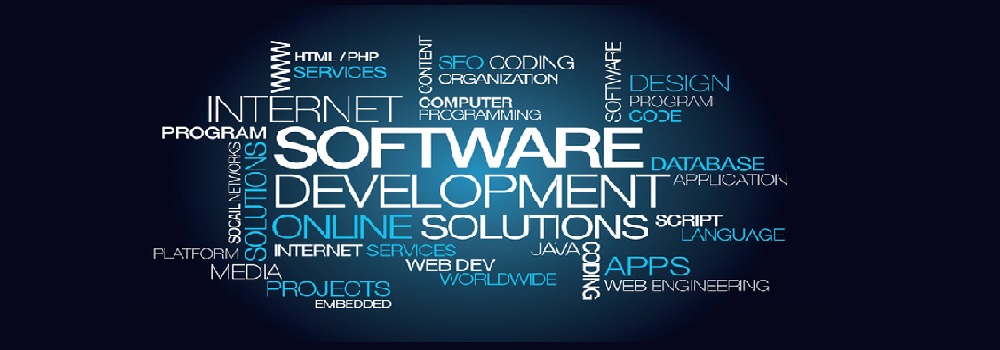 WWW
HTML / PHP
SERVICES
CONTENT
SEO CODING
ORGANIZATION
SOFTWARE
DESIGN
PROGRAM
CODE
INTERNET
COMPUTER
PROGRAMMING
PROGRAM
SOFTWARE
DATABASE
APPLICATION
SOCAIL NETWORKS
SOLUTIONS
DEVELOPMENT
ONLINE SOLUTIONS
SCRIPT
LANGUAGE
PLATFORM
INTERNET SERVICES
JAVA
CODING
MEDIA
WEB DEV
WORLDWIDE
APPS
WEB ENGINEERING
PROJECTS
EMBEDDED